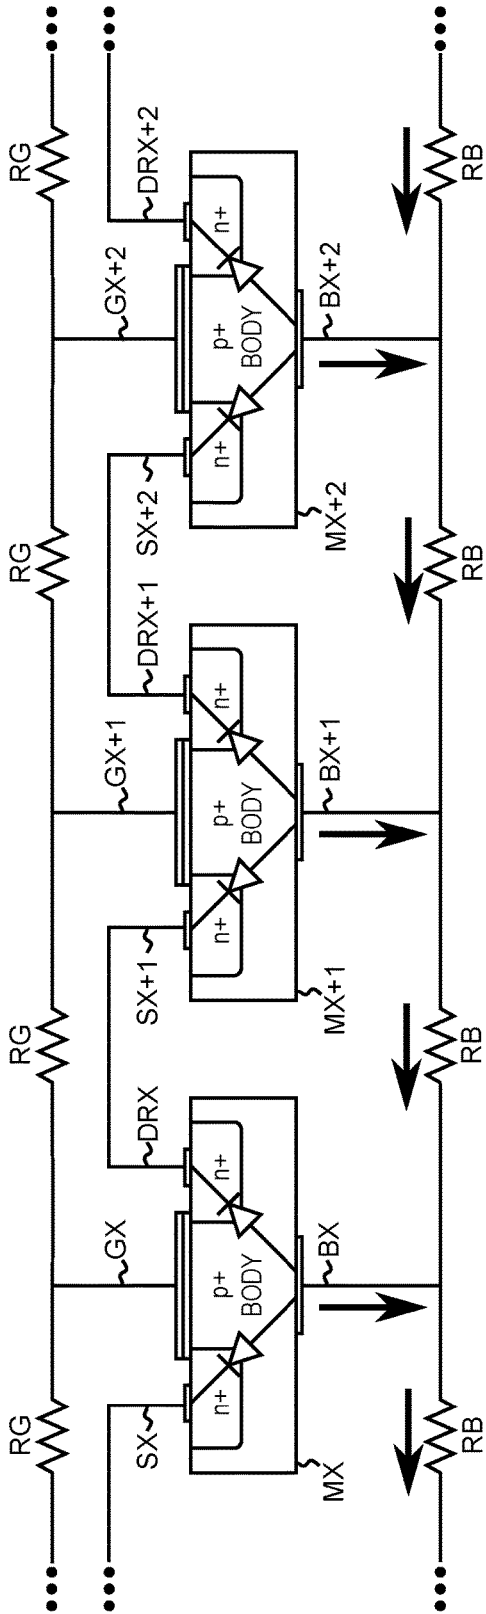 RG
RG
RG
RG
GX
GX+1
GX+2
SX
DRX
SX+1
DRX+1
SX+2
DRX+2
n+
p+
n+
n+
p+
n+
n+
p+
n+
BODY
BODY
BODY
MX
BX
MX+1
BX+1
MX+2
BX+2
RB
RB
RB
RB